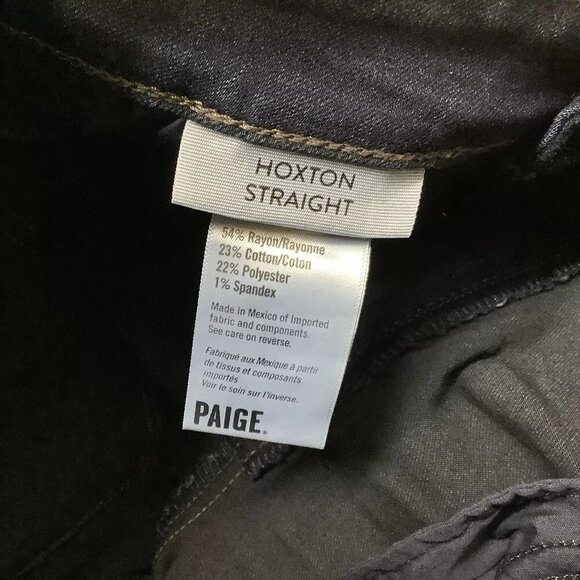 HOXTON
STRAIGHT
54% Rayon/Rayonne
23% Cotton/Coton
22% Polyester
1% Spandex
Made in Mexico of Imported
fabric and components.
See care on reverse.
Fabriqué aux Mexique à partir
de tissus et composants
importés
Voir le soin sur l'inverse.
PAIGE.